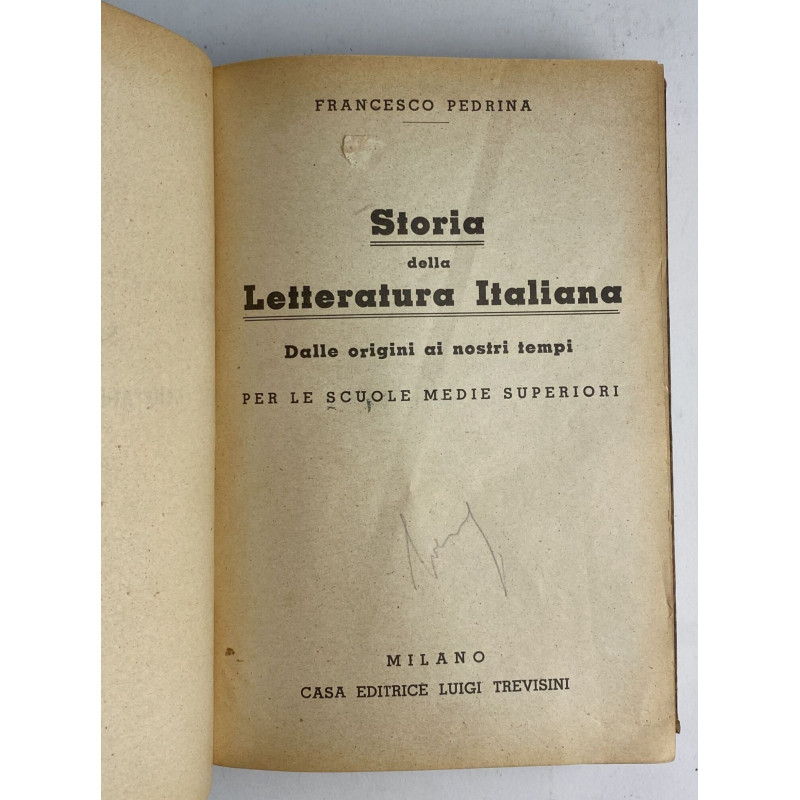 FRANCESCO PEDRINA
Storia
della
Letteratura Italiana
Dalle origini ai nostri tempi
PER LE SCUOLE MEDIE SUPERIORI
MILANO
CASA EDITRICE LUIGI TREVISINI